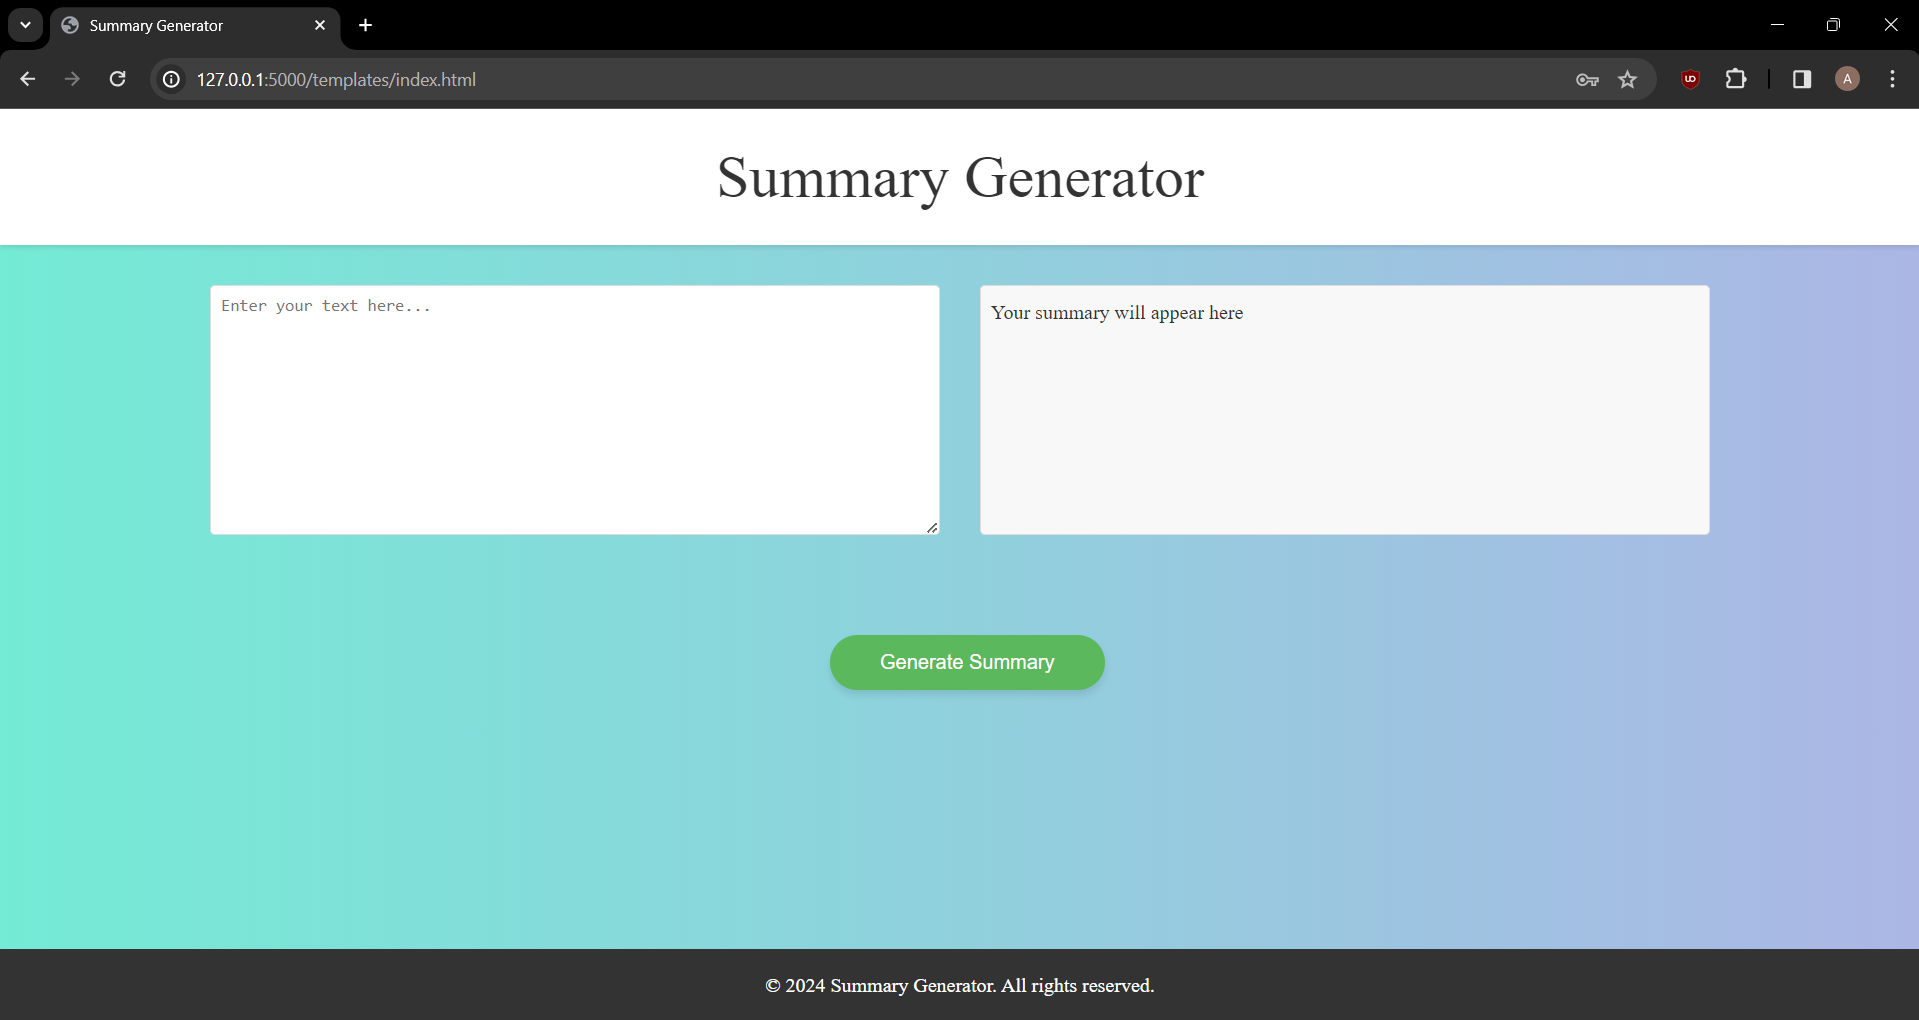 Summary Generator
127.0.0.1:5000/templates/index.html
A
Summary Generator
Enter your text here...
Your summary will appear here
Generate Summary
© 2024 Summary Generator. All rights reserved.